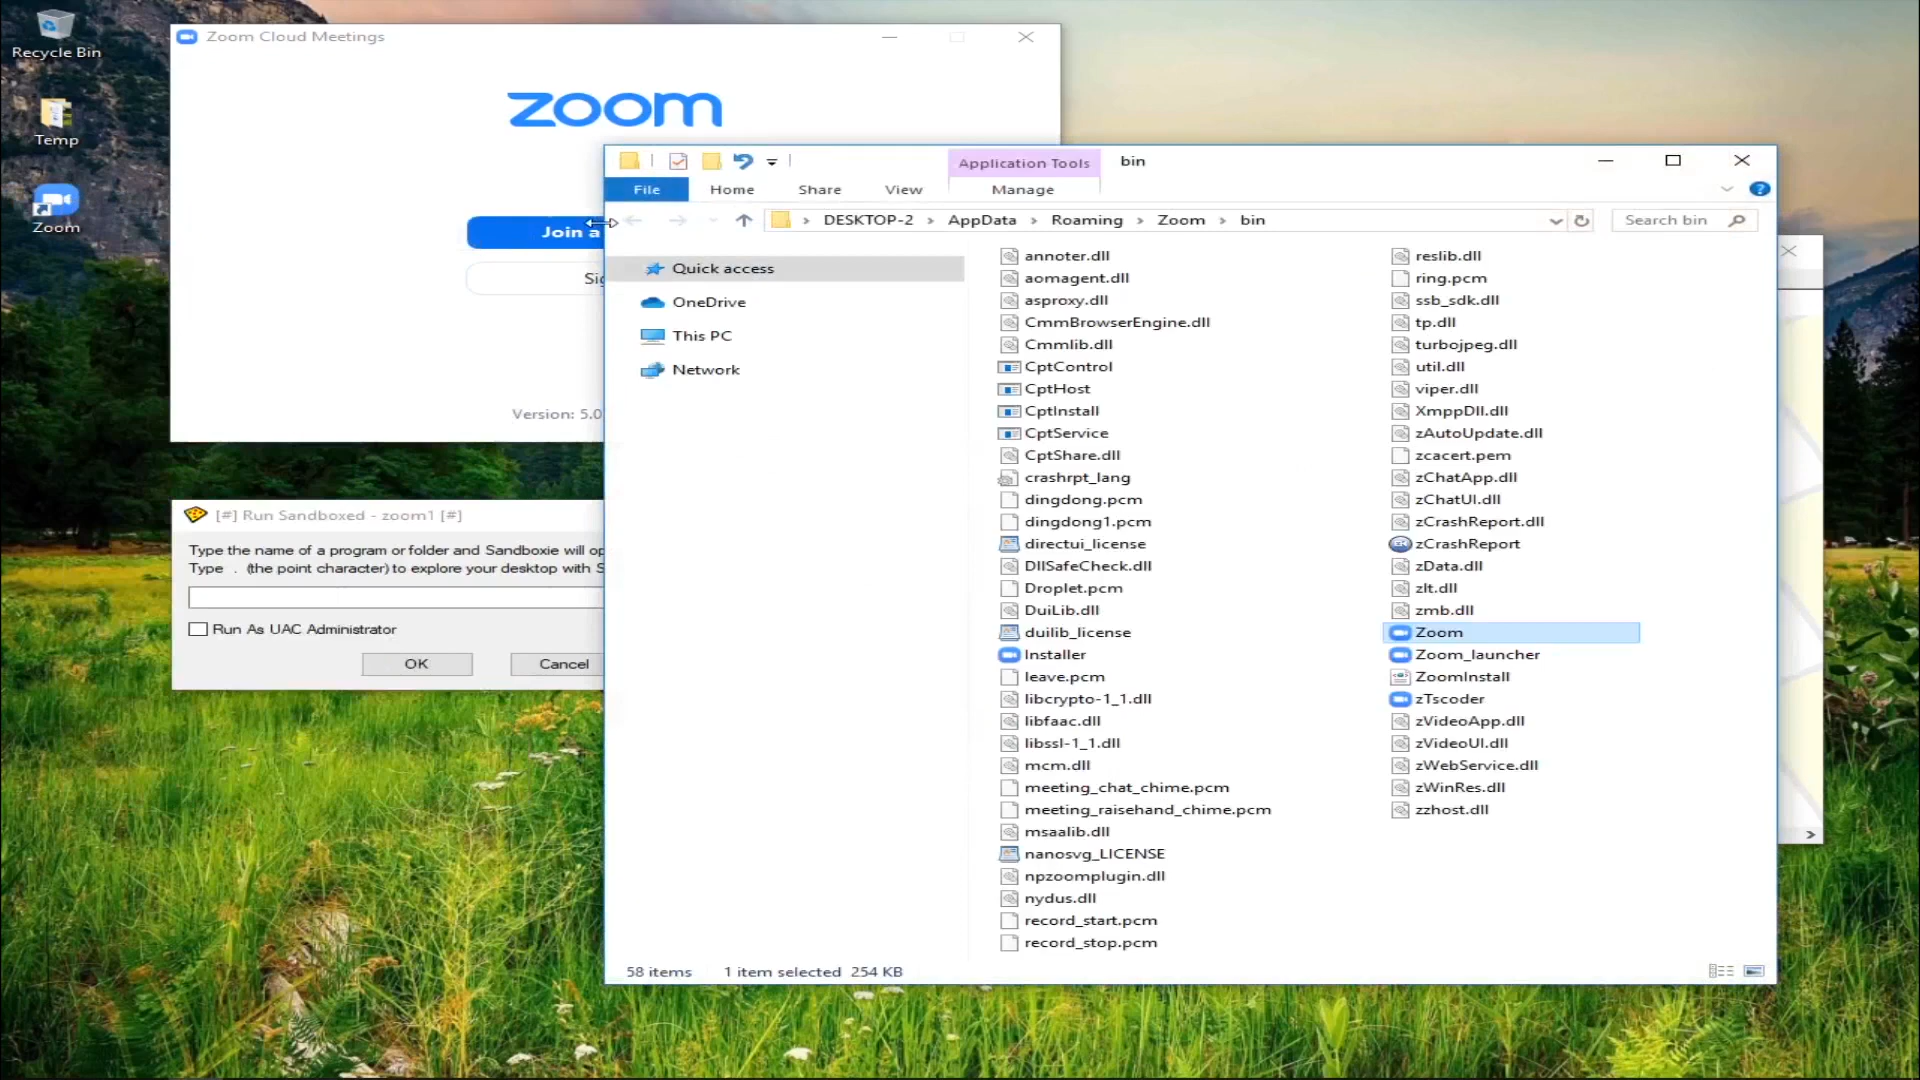 Recycle Bin
Temp
Zoom
Zoom Cloud Meetings
zoom
Join a
Sig
Version: 5.0
[#] Run Sandboxed - zoom1 [#]
Type the name of a program or folder and Sandboxie will op
Type . (the point character) to explore your desktop with S
Run As UAC Administrator
OK
Cancel
Application Tools
bin
File
Home
Share
View
Manage
DESKTOP-2 › AppData › Roaming › Zoom › bin
Search bin
Quick access
OneDrive
This PC
Network
annoter.dll
aomagent.dll
asproxy.dll
CmmBrowserEngine.dll
Cmmlib.dll
CptControl
CptHost
CptInstall
CptService
CptShare.dll
crashrpt_lang
dingdong.pcm
dingdong1.pcm
directui_license
DllSafeCheck.dll
Droplet.pcm
DuiLib.dll
duilib_license
Installer
leave.pcm
libcrypto-1_1.dll
libfaac.dll
libssl-1_1.dll
mcm.dll
meeting_chat_chime.pcm
meeting_raisehand_chime.pcm
msaalib.dll
nanosvg_LICENSE
npzoomplugin.dll
nydus.dll
record_start.pcm
record_stop.pcm
reslib.dll
ring.pcm
ssb_sdk.dll
tp.dll
turbojpeg.dll
util.dll
viper.dll
XmppDll.dll
zAutoUpdate.dll
zcacert.pem
zChatApp.dll
zChatUI.dll
zCrashReport.dll
zCrashReport
zData.dll
zlt.dll
zmb.dll
Zoom
Zoom_launcher
ZoomInstall
zTscoder
zVideoApp.dll
zVideoUI.dll
zWebService.dll
zWinRes.dll
zzhost.dll
58 items
1 item selected 254 KB